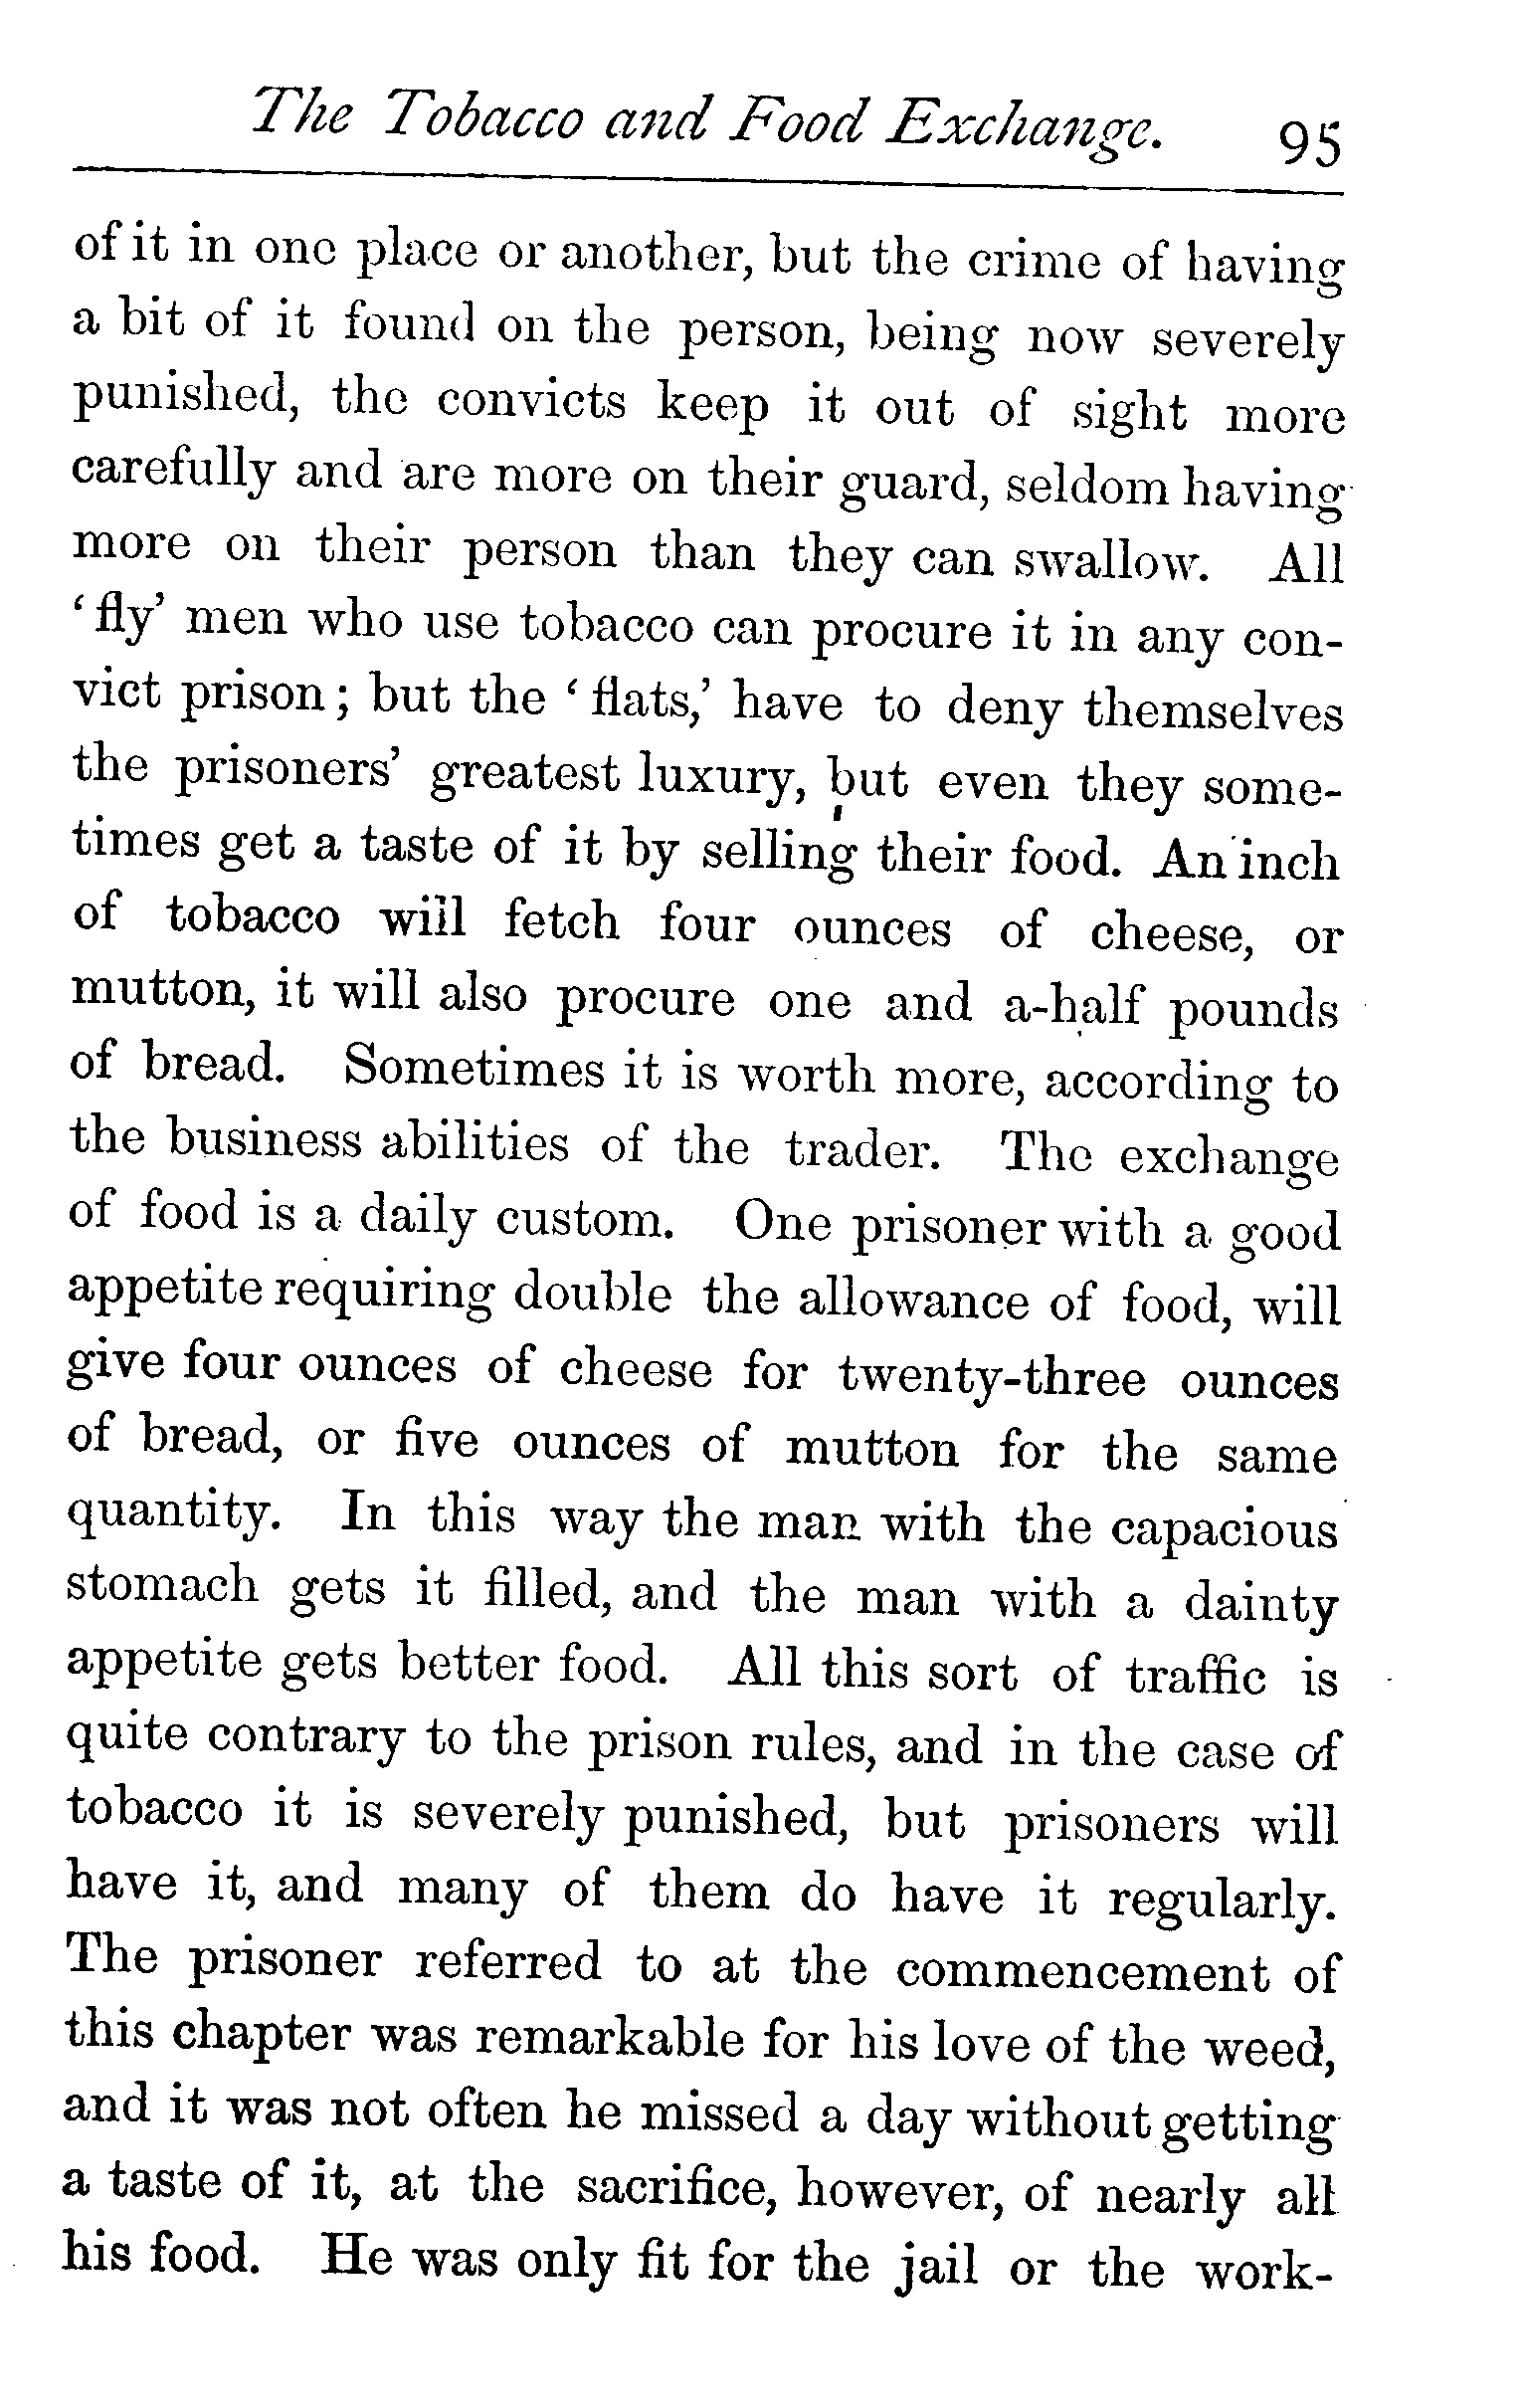 The Tobacco and Food Exchange. 95
of it in one place or another, but the crime of having
a bit of it found on the person, being now severely
punished, the convicts keep it out of sight more
carefully and are more on their guard, seldom having
more on their person than they can swallow. All
‘fly’ men who use tobacco can procure it in any con-
vict prison; but the ‘flats,’ have to deny themselves
the prisoners’ greatest luxury, but even they some-
times get a taste of it by selling their food. An inch
of tobacco will fetch four ounces of cheese, or
mutton, it will also procure one and a-half pounds
of bread. Sometimes it is worth more, according to
the business abilities of the trader. The exchange
of food is a daily custom. One prisoner with a good
appetite requiring double the allowance of food, will
give four ounces of cheese for twenty-three ounces
of bread, or five ounces of mutton for the same
quantity. In this way the man with the capacious
stomach gets it filled, and the man with a dainty
appetite gets better food. All this sort of traffic is
quite contrary to the prison rules, and in the case of
tobacco it is severely punished, but prisoners will
have it, and many of them do have it regularly.
The prisoner referred to at the commencement of
this chapter was remarkable for his love of the weed,
and it was not often he missed a day without getting
a taste of it, at the sacrifice, however, of nearly all
his food. He was only fit for the jail or the work-